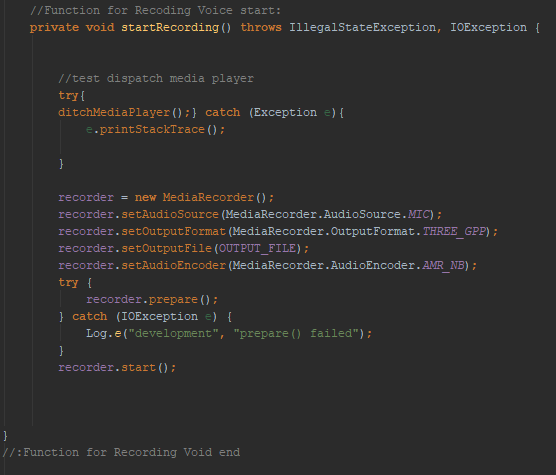 //Function for Recoding Voice start:
private void startRecording() throws IllegalStateException, IOException {
//test dispatch media player
try{
ditchMediaPlayer();} catch (Exception e){
e.printStackTrace();
}
recorder = new MediaRecorder();
recorder.setAudioSource(MediaRecorder.AudioSource.MIC);
recorder.setOutputFormat(MediaRecorder.OutputFormat.THREE_GPP);
recorder.setOutputFile(OUTPUT_FILE);
recorder.setAudioEncoder(MediaRecorder.AudioEncoder.AMR_NB);
try {
recorder.prepare();
} catch (IOException e) {
Log.e("development", "prepare() failed");
}
recorder.start();
}
//:Function for Recording Void end